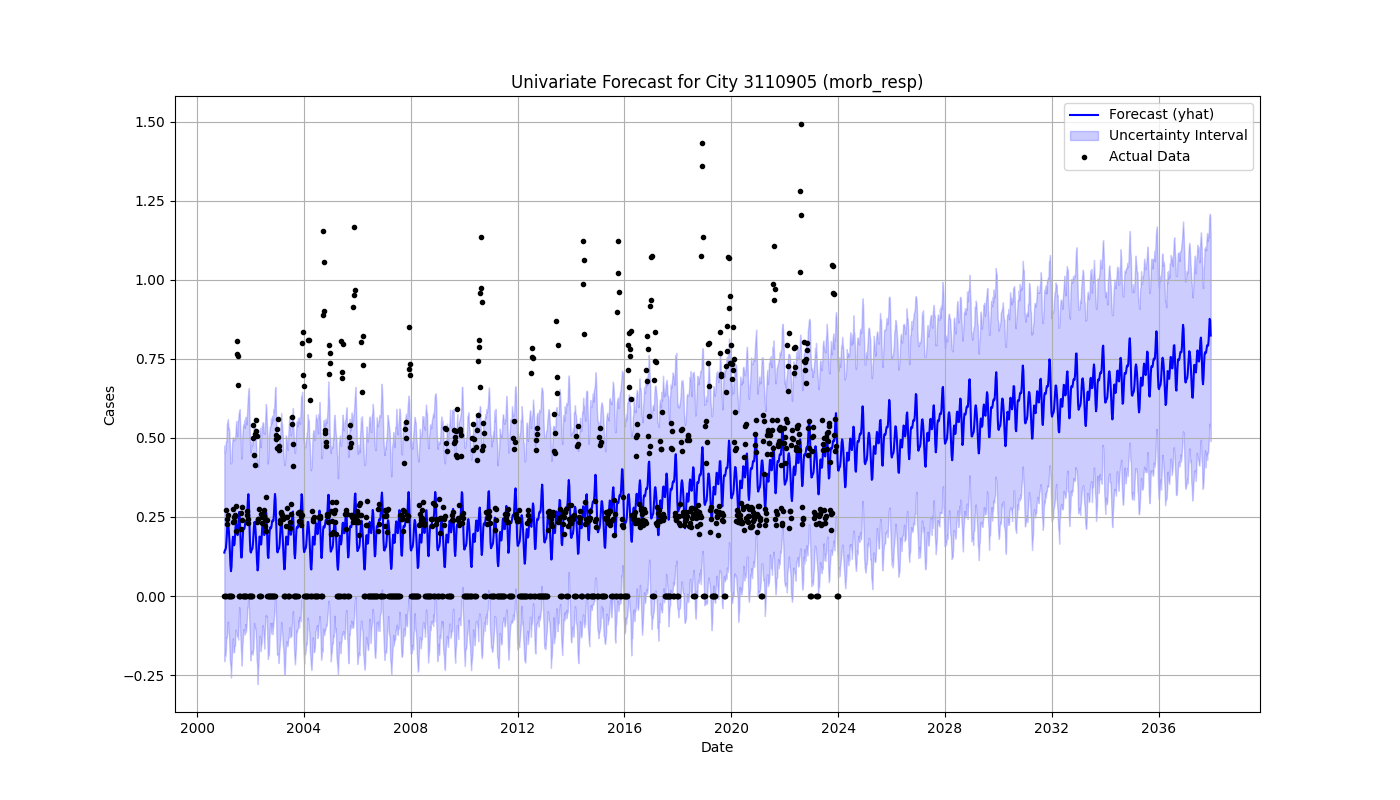 Univariate Forecast for City 3110905 (morb_resp)
Forecast (yhat)
Uncertainty Interval
Actual Data
Cases
1.50
1.25
1.00
0.75
0.50
0.25
0.00
−0.25
2000 2004 2008 2012 2016 2020 2024 2028 2032 2036
Date